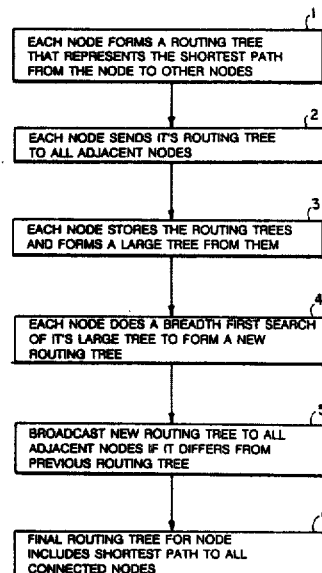 1
EACH NODE FORMS A ROUTING TREE
THAT REPRESENTS THE SHORTEST PATH
FROM THE NODE TO OTHER NODES
2
EACH NODE SENDS IT'S ROUTING TREE
TO ALL ADJACENT NODES
3
EACH NODE STORES THE ROUTING TREES
AND FORMS A LARGE TREE FROM THEM
4
EACH NODE DOES A BREADTH FIRST SEARCH
OF IT'S LARGE TREE TO FORM A NEW
ROUTING TREE
BROADCAST NEW ROUTING TREE TO ALL
ADJACENT NODES IF IT DIFFERS FROM
PREVIOUS ROUTING TREE
FINAL ROUTING TREE FOR NODE
INCLUDES SHORTEST PATH TO ALL
CONNECTED NODES